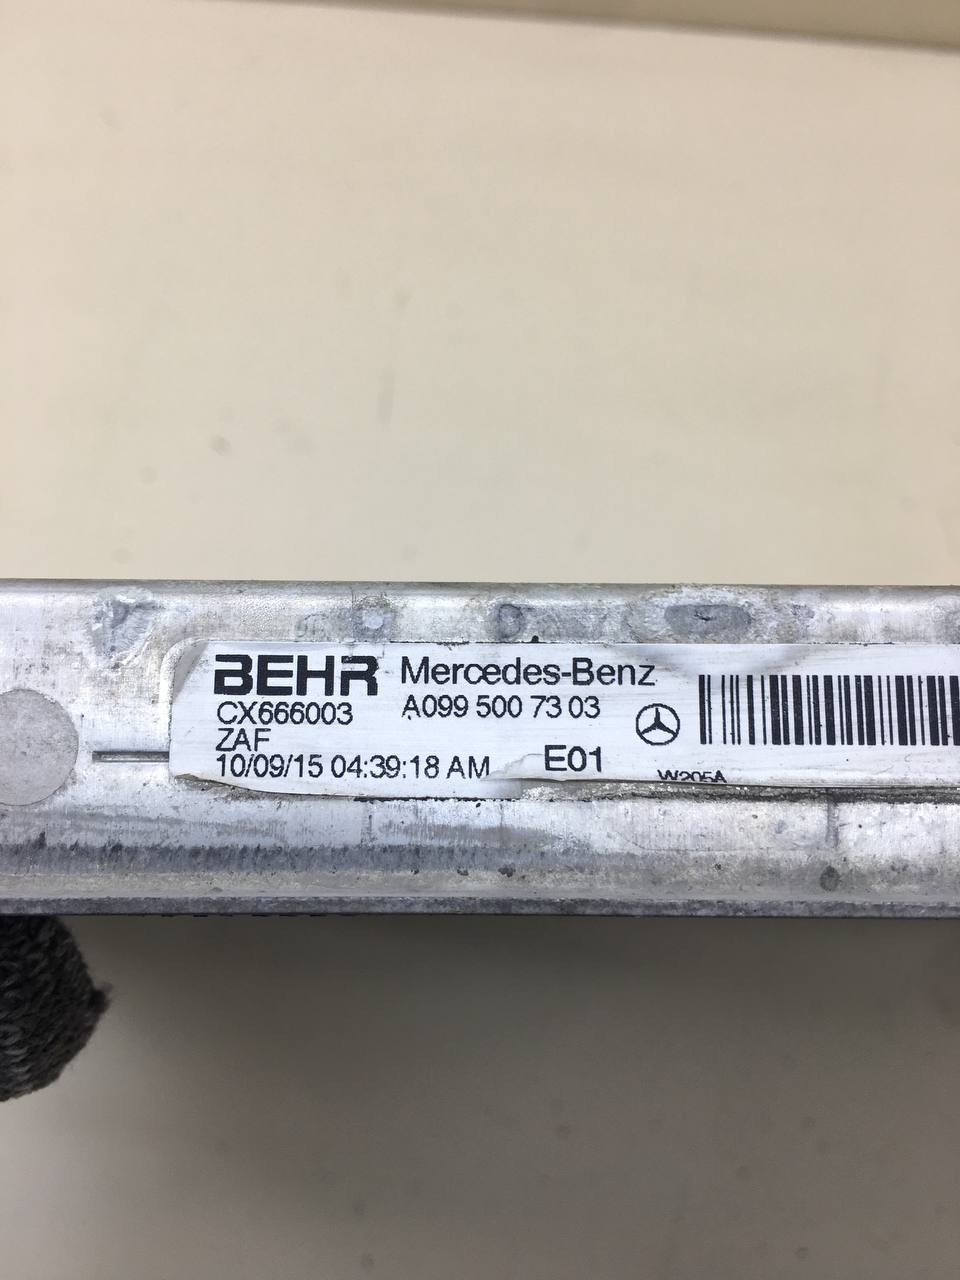 BEHR Mercedes-Benz
CX666003 A099 500 73 03
ZAF
10/09/15 04:39:18 AM E01
W205A